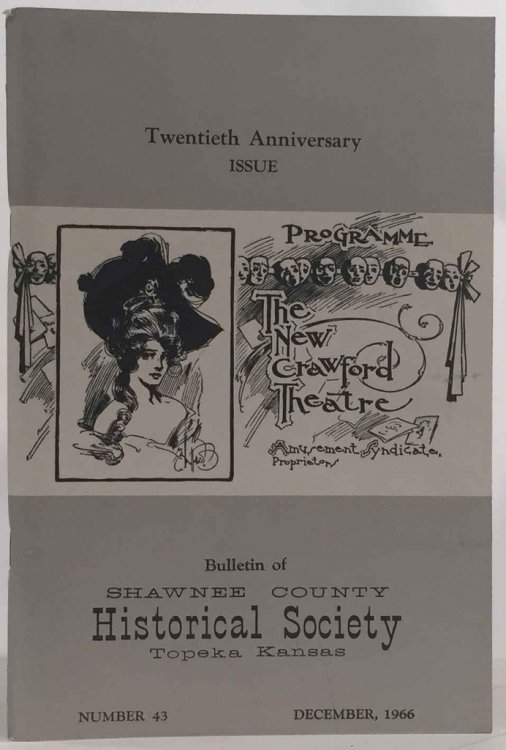 Twentieth Anniversary
ISSUE
PROGRAMME
The
New
Crawford
Theatre
Amusement Syndicate.
Proprietors
Bulletin of
SHAWNEE COUNTY
Historical Society
Topeka Kansas
NUMBER 43
DECEMBER, 1966